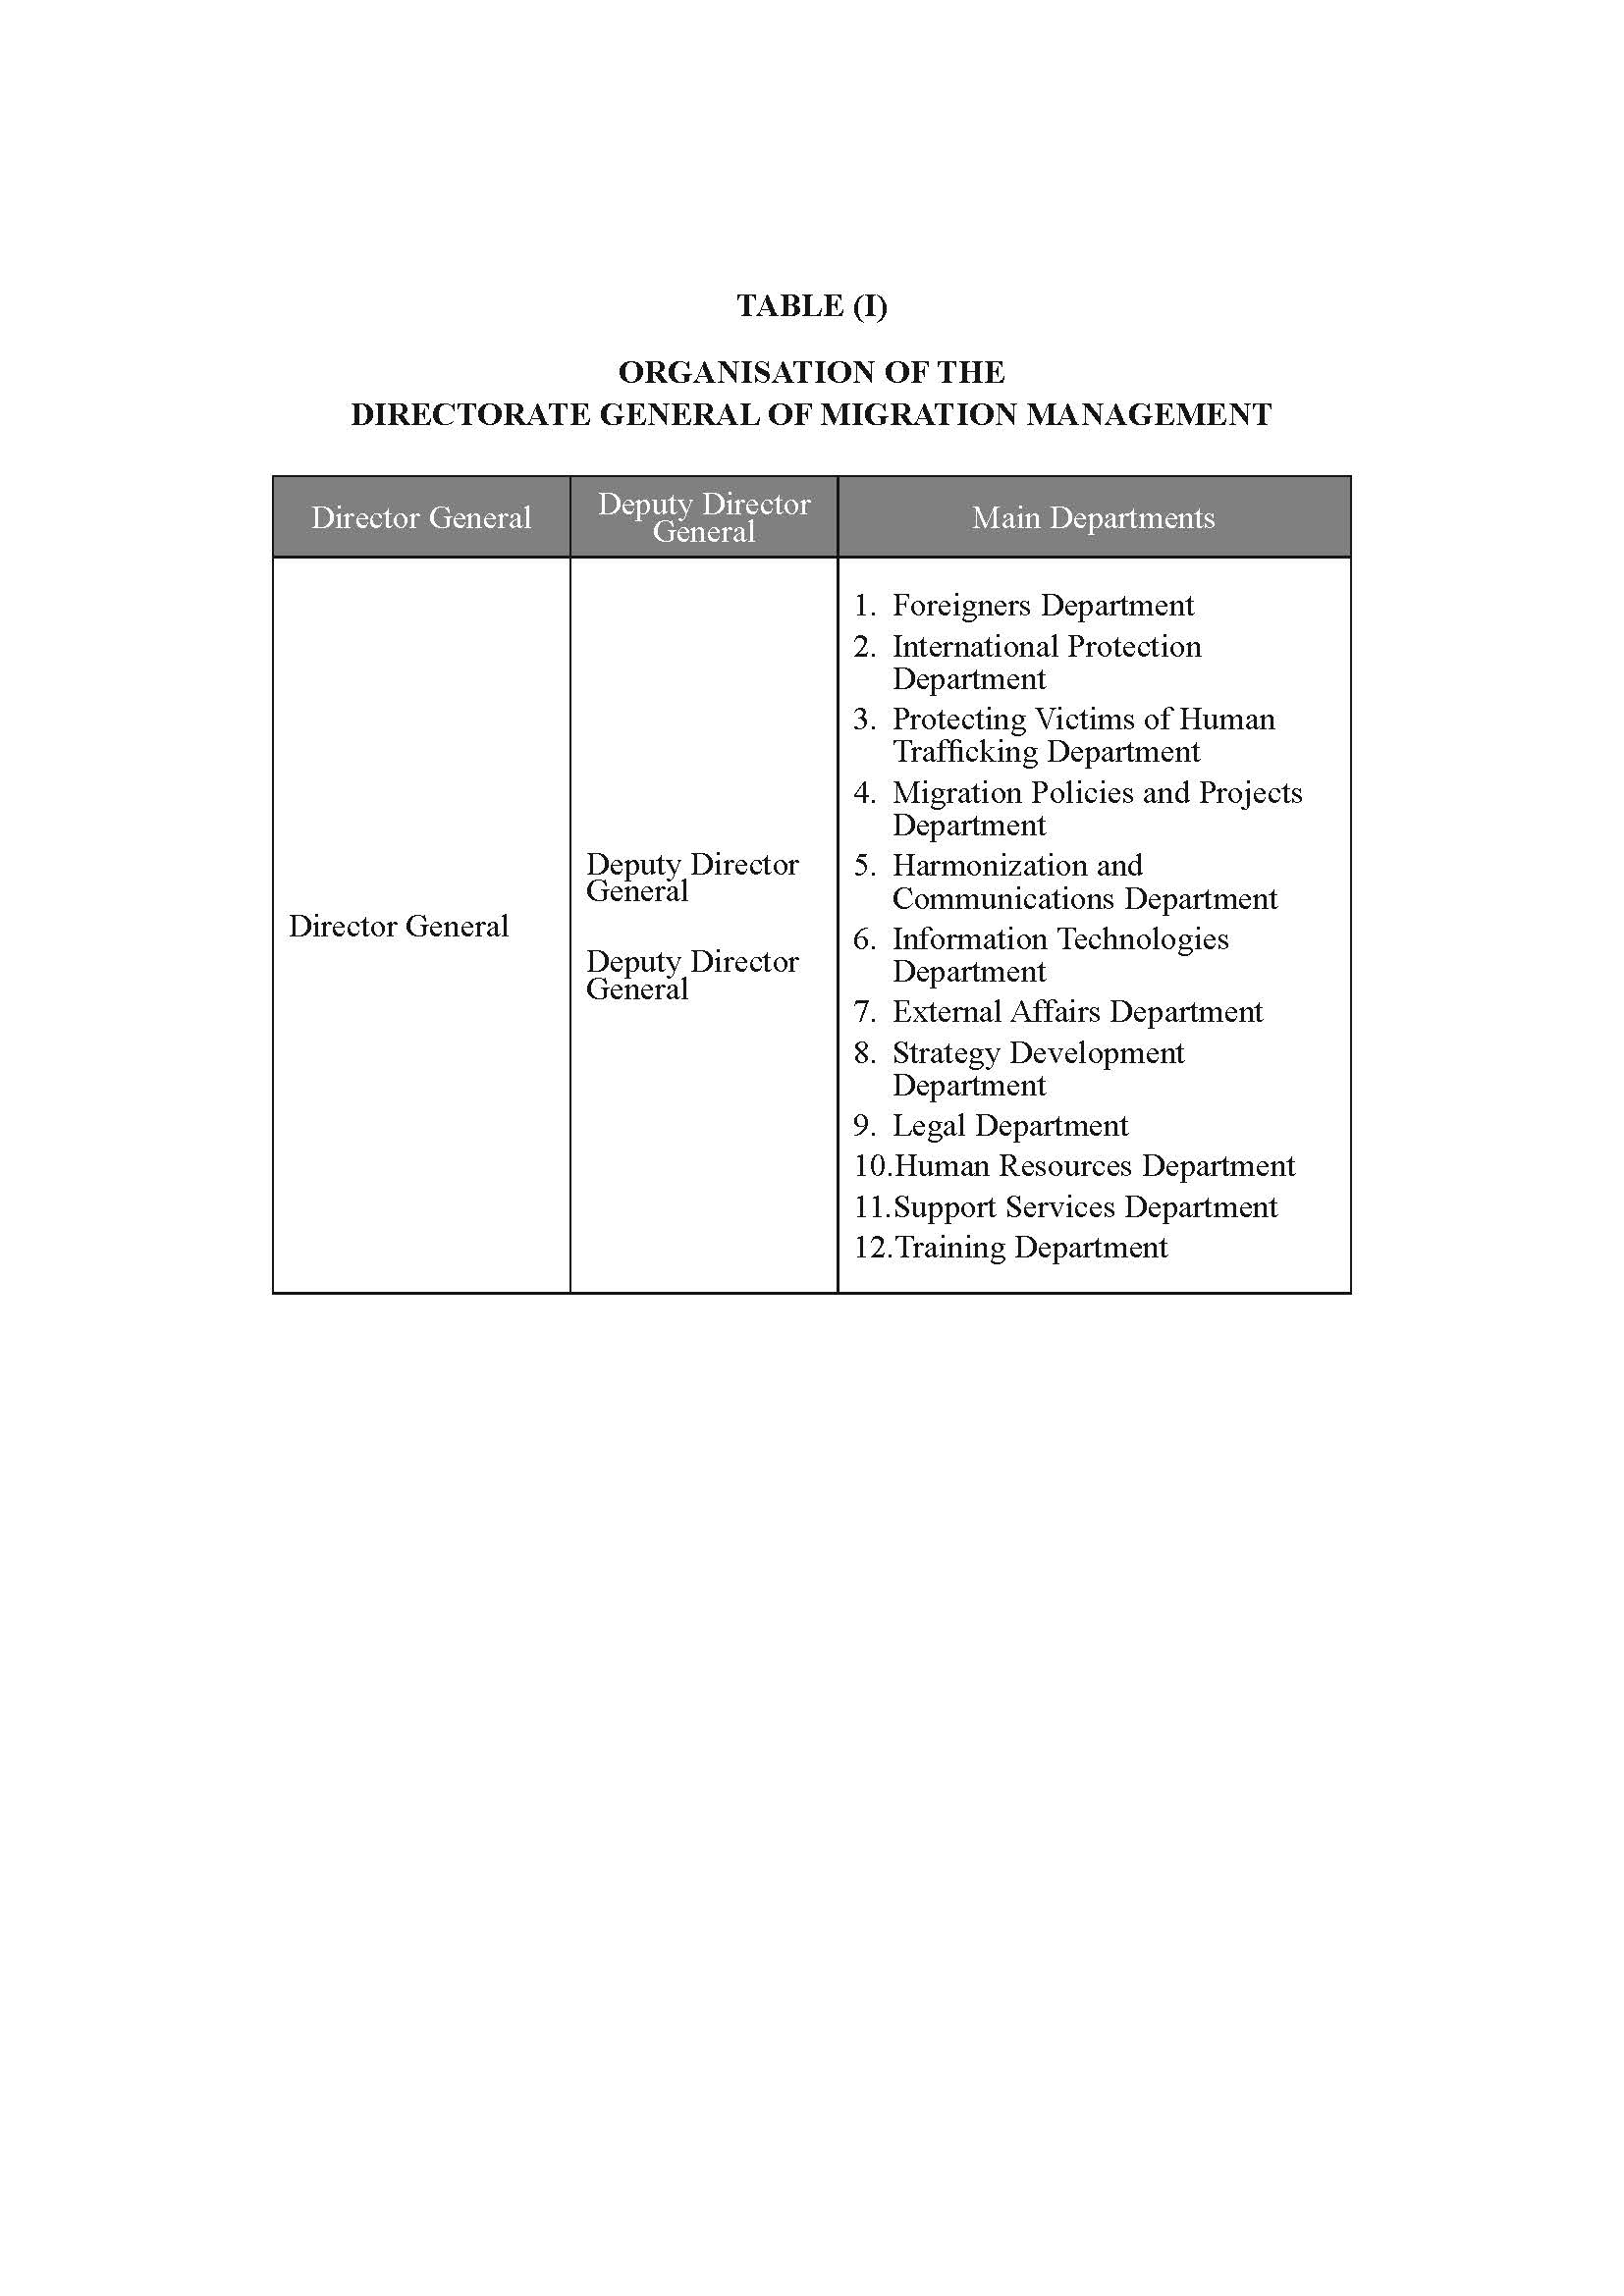 TABLE (I)
ORGANISATION OF THE
DIRECTORATE GENERAL OF MIGRATION MANAGEMENT
Director General
Deputy Director
General
Main Departments
Director General
Deputy Director
General
Deputy Director
General
1. Foreigners Department
2. International Protection
Department
3. Protecting Victims of Human
Trafficking Department
4. Migration Policies and Projects
Department
5. Harmonization and
Communications Department
6. Information Technologies
Department
7. External Affairs Department
8. Strategy Development
Department
9. Legal Department
10.Human Resources Department
11.Support Services Department
12.Training Department